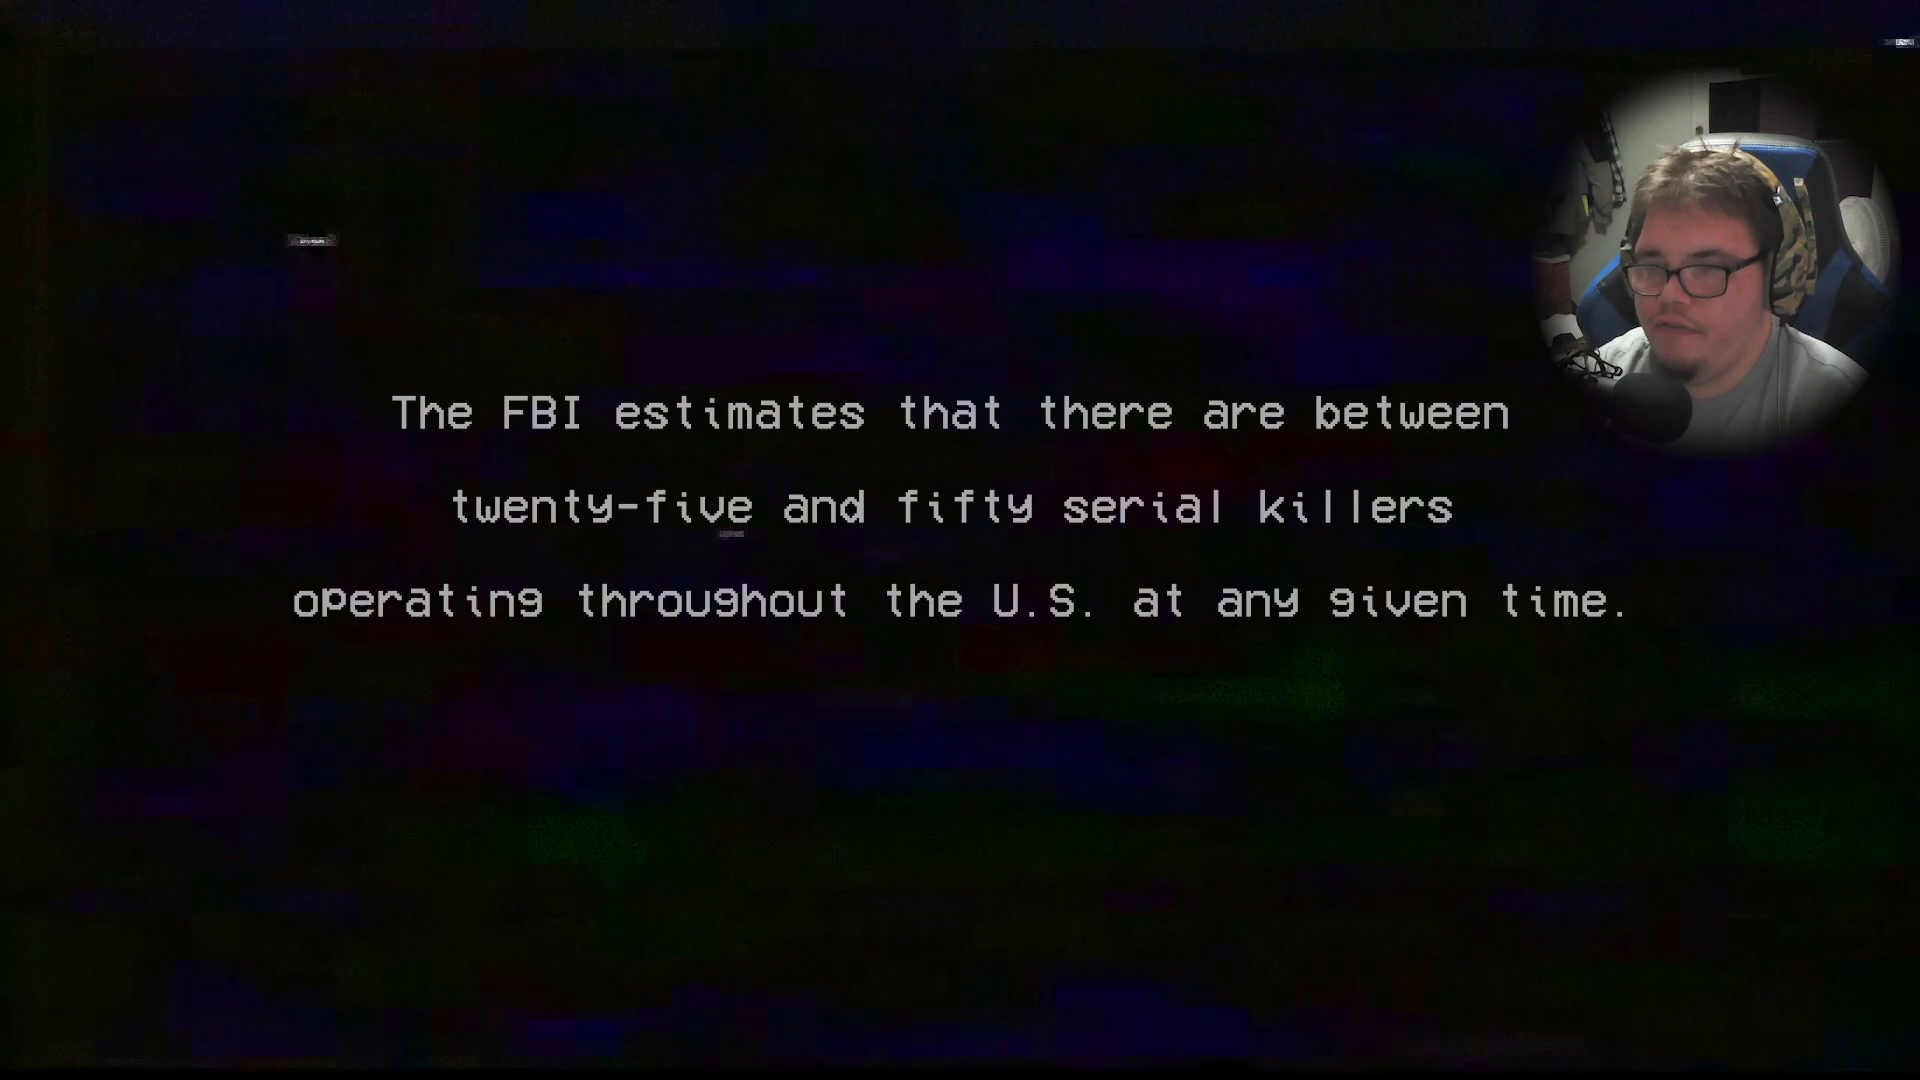 The FBI estimates that there are between
twenty-five and fifty serial killers
operating throughout the U.S. at any given time.